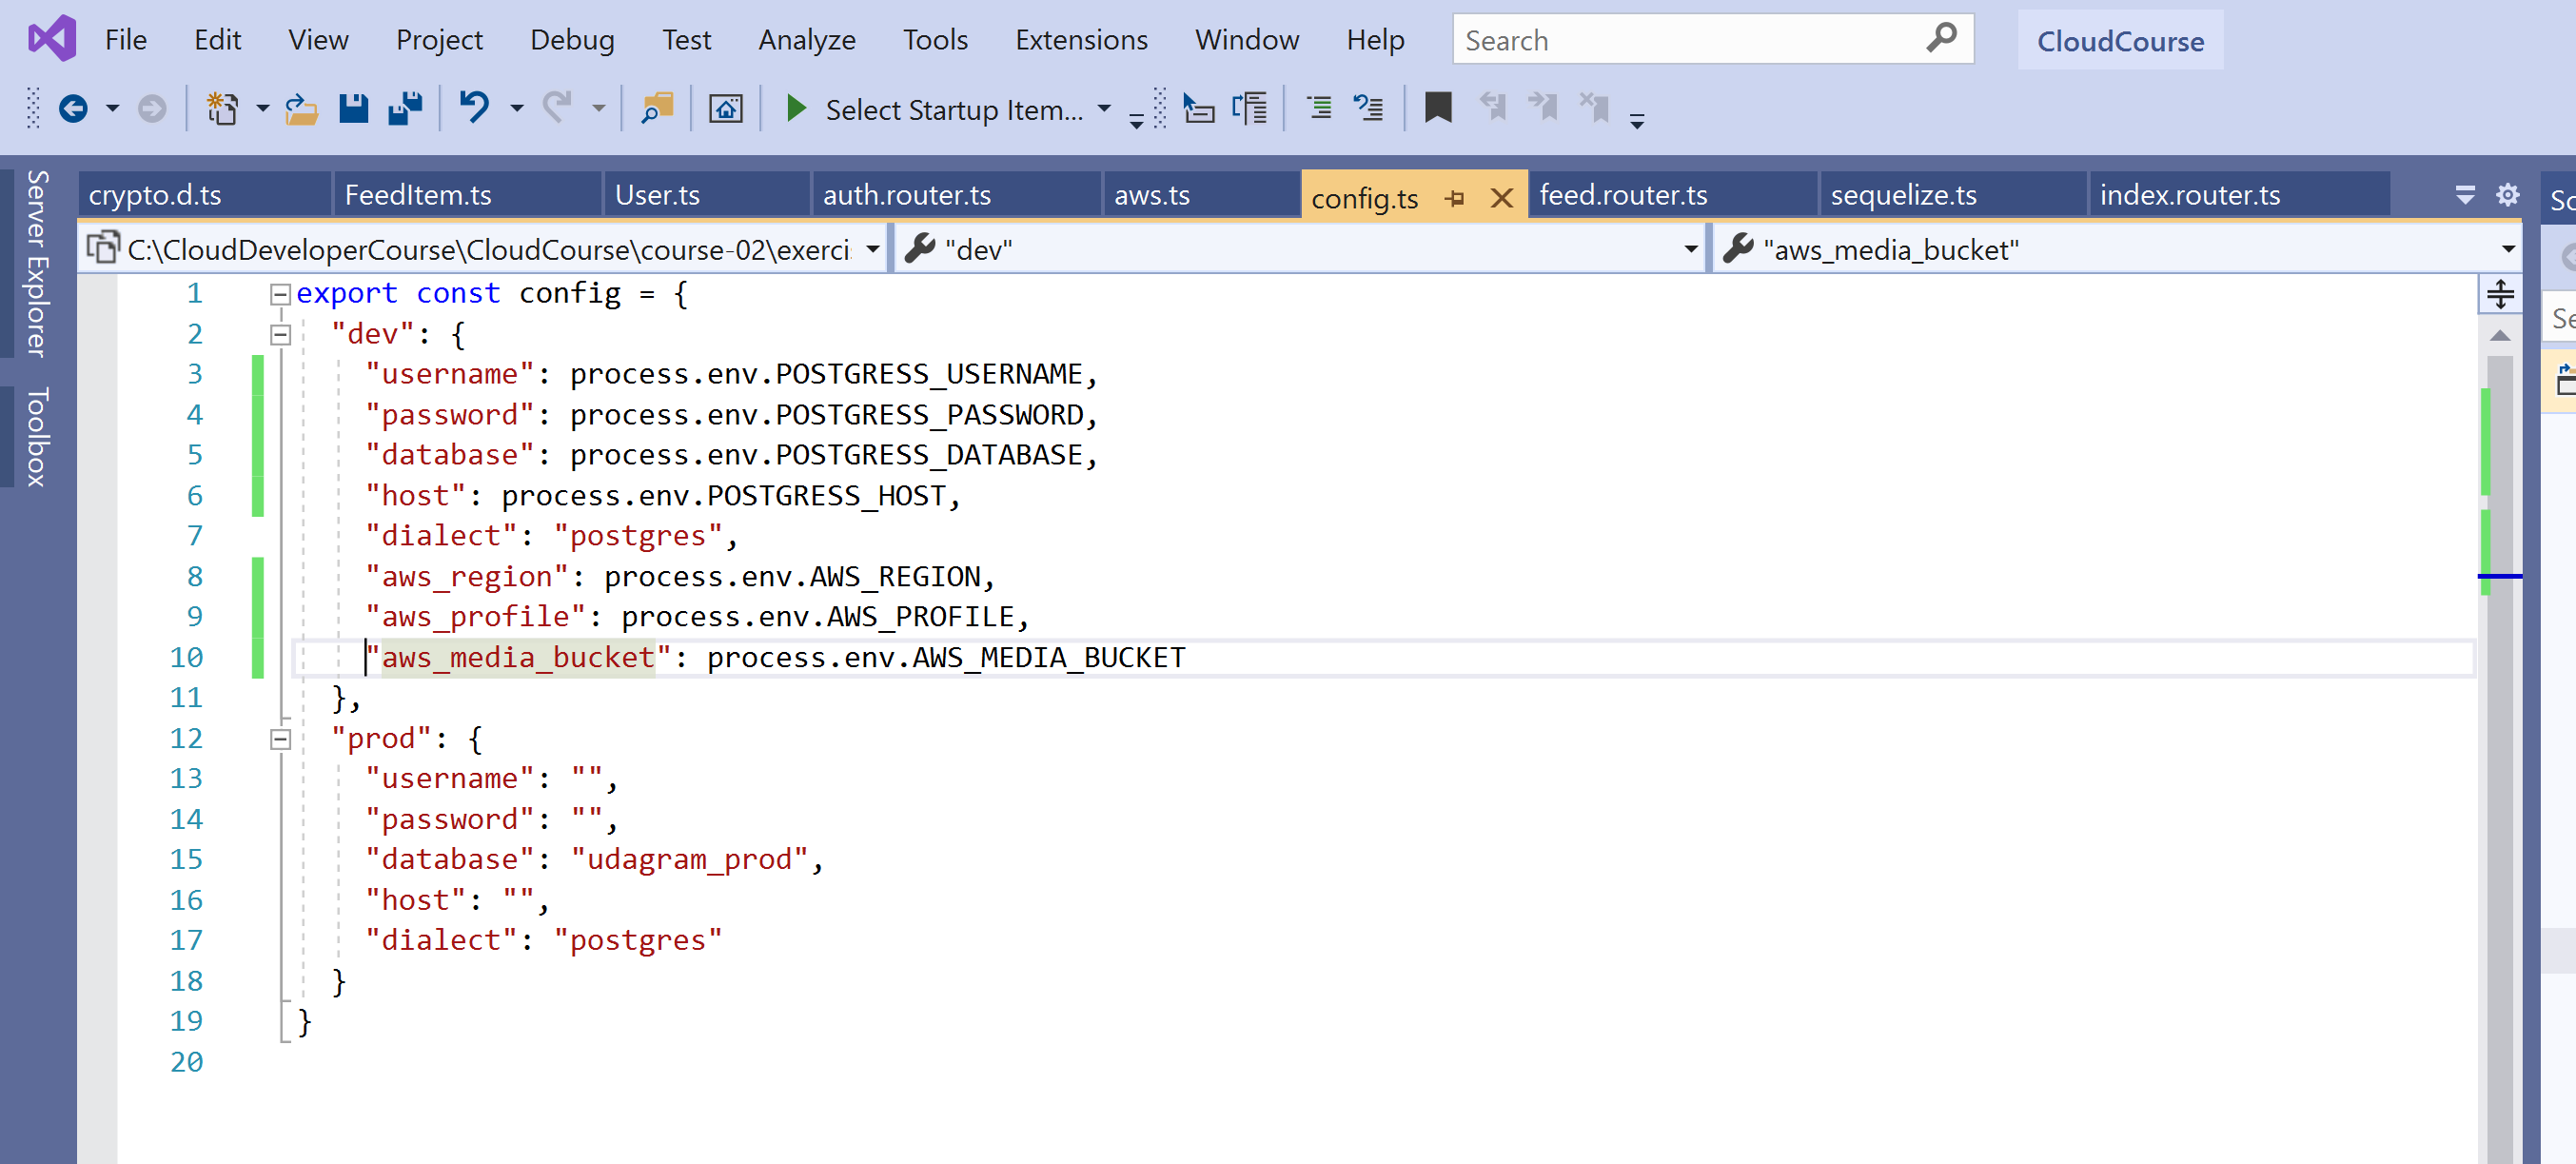 File Edit View Project Debug Test Analyze Tools Extensions Window Help Search CloudCourse
Select Startup Item...
Server Explorer
Toolbox
crypto.d.ts FeedItem.ts User.ts auth.router.ts aws.ts config.ts feed.router.ts sequelize.ts index.router.ts
C:\CloudDeveloperCourse\CloudCourse\course-02\exerci "dev" "aws_media_bucket"
1 export const config = {
2 "dev": {
3 "username": process.env.POSTGRESS_USERNAME,
4 "password": process.env.POSTGRESS_PASSWORD,
5 "database": process.env.POSTGRESS_DATABASE,
6 "host": process.env.POSTGRESS_HOST,
7 "dialect": "postgres",
8 "aws_region": process.env.AWS_REGION,
9 "aws_profile": process.env.AWS_PROFILE,
10 "aws_media_bucket": process.env.AWS_MEDIA_BUCKET
11 },
12 "prod": {
13 "username": "",
14 "password": "",
15 "database": "udagram_prod",
16 "host": "",
17 "dialect": "postgres"
18 }
19 }
20